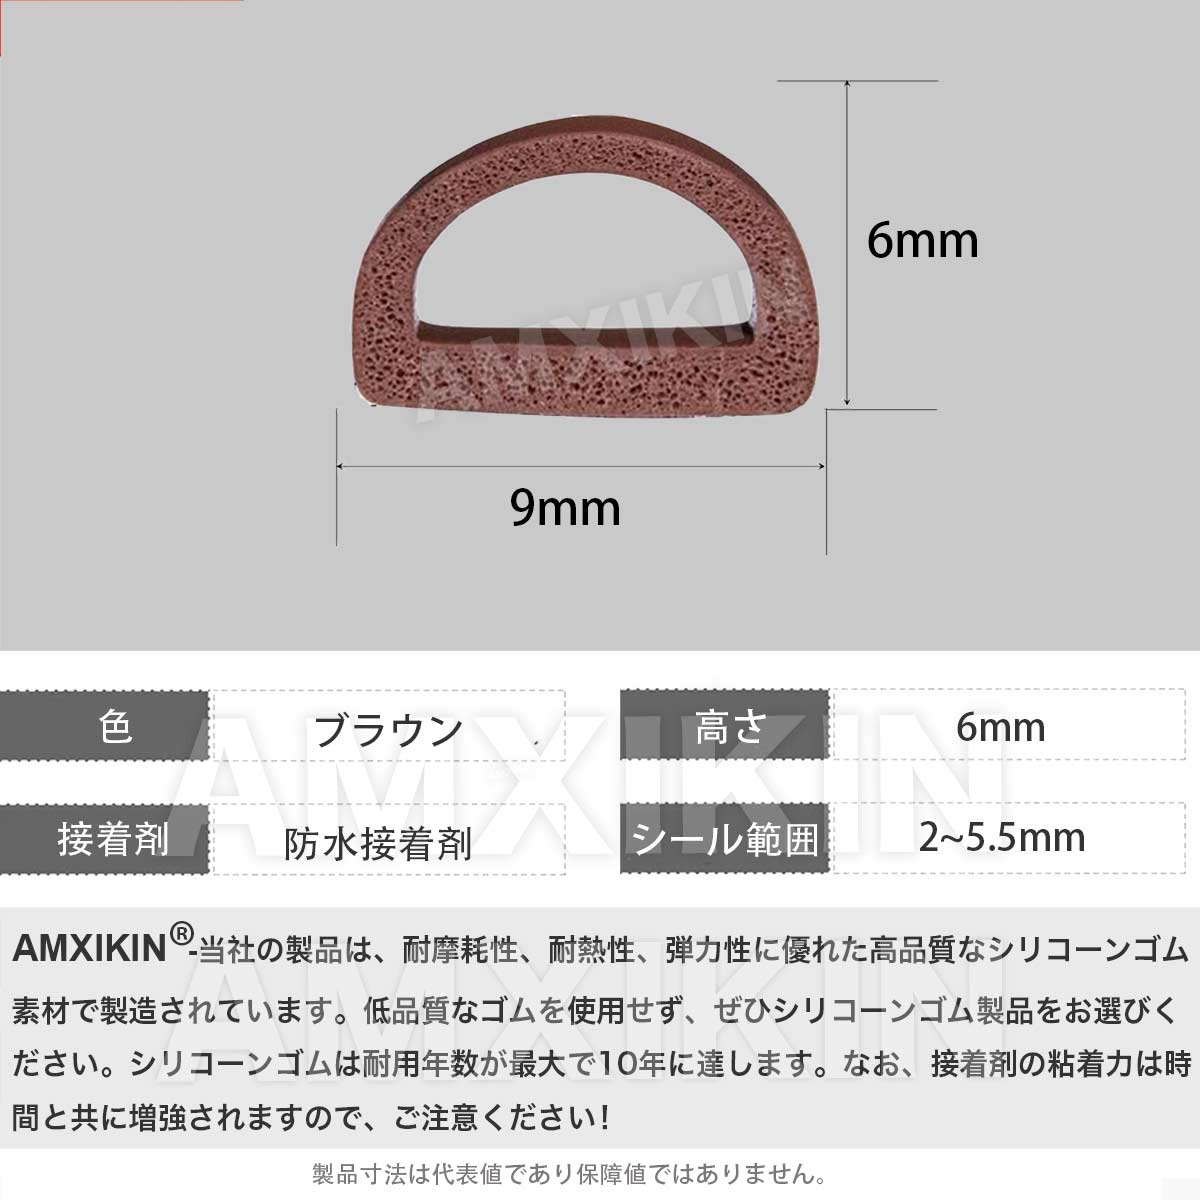 6mm
AMXIKIN
9mm
色 ブラウン 高さ 6mm
AMXIKIN
接着剤 防水接着剤 シール範囲 2~5.5mm
AMXIKIN®-当社の製品は、耐摩耗性、耐熱性、弾力性に優れた高品質なシリコーンゴム
素材で製造されています。低品質なゴムを使用せず、ぜひシリコーンゴム製品をお選びく
ださい。シリコーンゴムは耐用年数が最大で10年に達します。なお、接着剤の粘着力は時
間と共に増強されますので、ご注意ください!
AMXIKIN
製品寸法は代表値であり保障値ではありません。